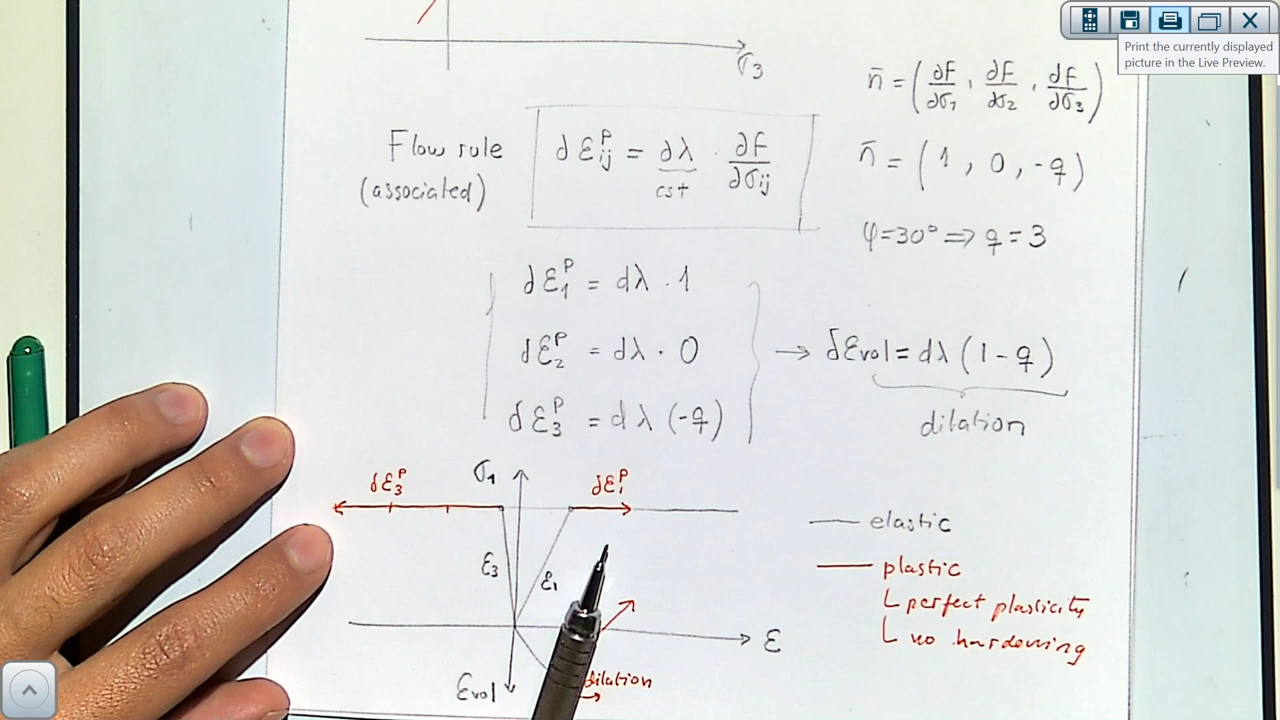 Print the currently displayed
picture in the Live Preview.
σ3
n̄ = (∂F/∂σ1, ∂F/∂σ2, ∂F/∂σ3)
Flow rule
(associated)
dε^p_ij = dλ · ∂F/∂σij
cst
n̄ = (1, 0, -q)
φ=30° ⇒ q = 3
dε^p_1 = dλ · 1
dε^p_2 = dλ · 0
→ dεvol = dλ (1 - q)
dε^p_3 = dλ (-q)
dilation
dε^p_3
σ1
dε^p_1
elastic
ε3
ε1
plastic
perfect plasticity
no hardening
ε
εvol
dilation